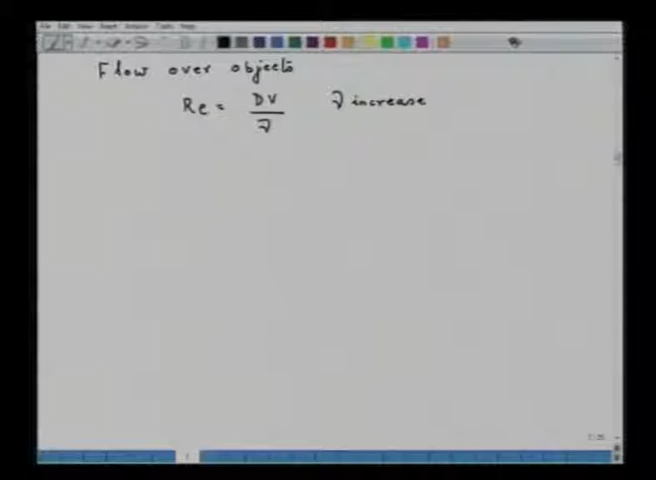 Flow over objects
Re = DV/ν ν increase